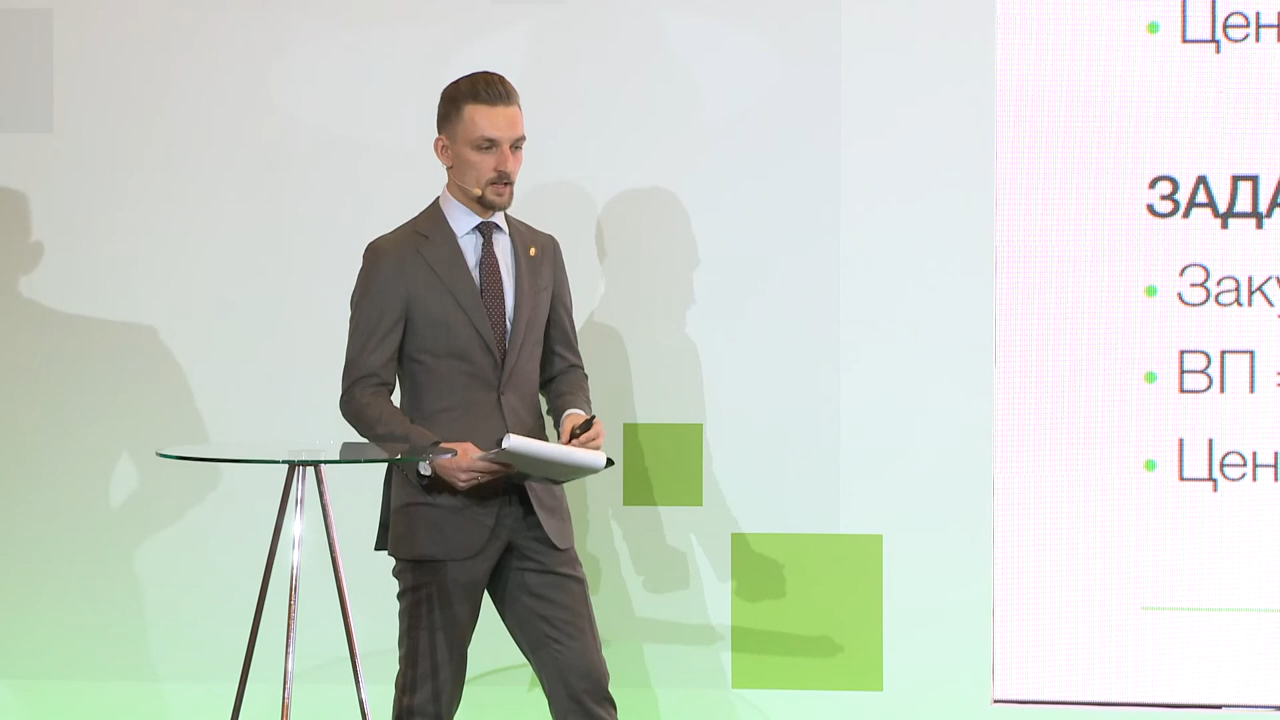 • Цен
ЗАДА
• Заку
• ВП =
• Цен